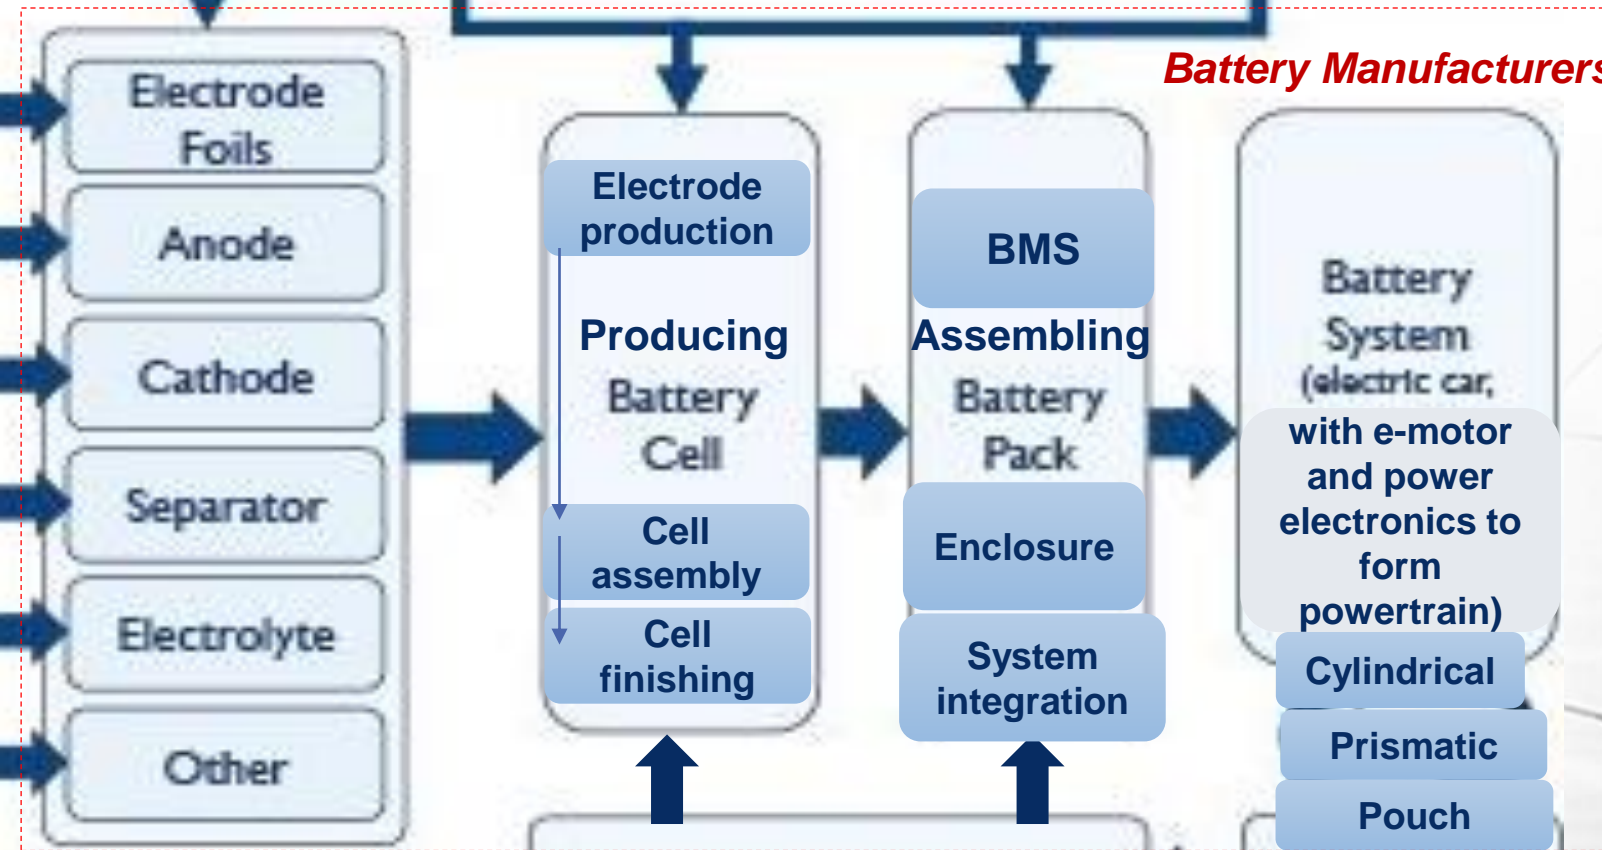 Battery Manufacturers
Electrode
Foils
Anode
Cathode
Separator
Electrolyte
Other
Electrode
production
Producing
Battery
Cell
Cell
assembly
Cell
finishing
BMS
Assembling
Battery
Pack
Enclosure
System
integration
Battery
System
(electric car,
with e-motor
and power
electronics to
form
powertrain)
Cylindrical
Prismatic
Pouch